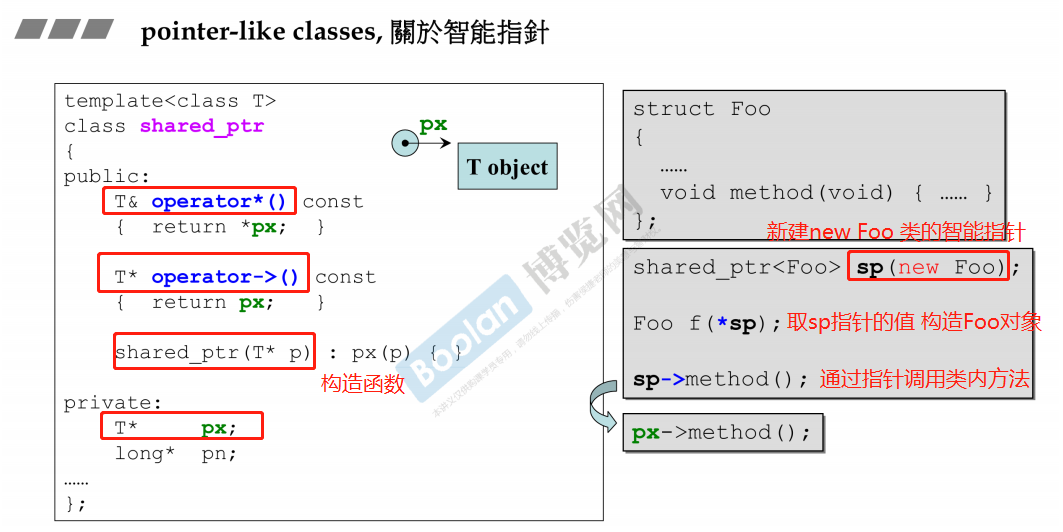 pointer-like classes, 關於智能指針
template<class T>
class shared_ptr
{
public:
T& operator*() const
{ return *px; }
T* operator->() const
{ return px; }
shared_ptr(T* p) : px(p) { }
构造函数
private:
T* px;
long* pn;
……
};
px
T object
Boolan 博览网
struct Foo
{
……
void method(void) { …… }
};
新建new Foo 类的智能指针
shared_ptr<Foo> sp(new Foo);
Foo f(*sp); 取sp指针的值 构造Foo对象
sp->method(); 通过指针调用类内方法
px->method();